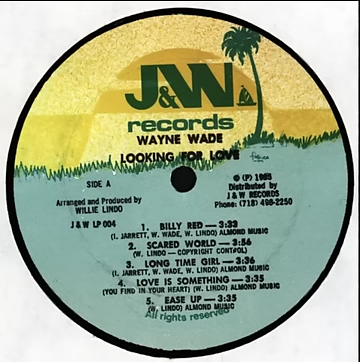 J&W
records
WAYNE WADE
LOOKING FOR LOVE
SIDE A
Arranged and Produced by
WILLIE LINDO
J & W LP 004
© (P) 1985
Distributed by
J & W RECORDS
Phone: (718) 498-2250
1. BILLY RED — 3:33
(I. JARRETT, W. WADE, W. LINDO) ALMOND MUSIC
2. SCARED WORLD — 3:56
(W. LINDO — COPYRIGHT CONTROL)
3. LONG TIME GIRL — 3:36
(I. JARRETT, W. WADE, W. LINDO) ALMOND MUSIC
4. LOVE IS SOMETHING — 3:35
(YOU FIND IN YOUR HEART) (W. LINDO) ALMOND MUSIC
5. EASE UP — 3:35
(W. LINDO) ALMOND MUSIC
All rights reserved